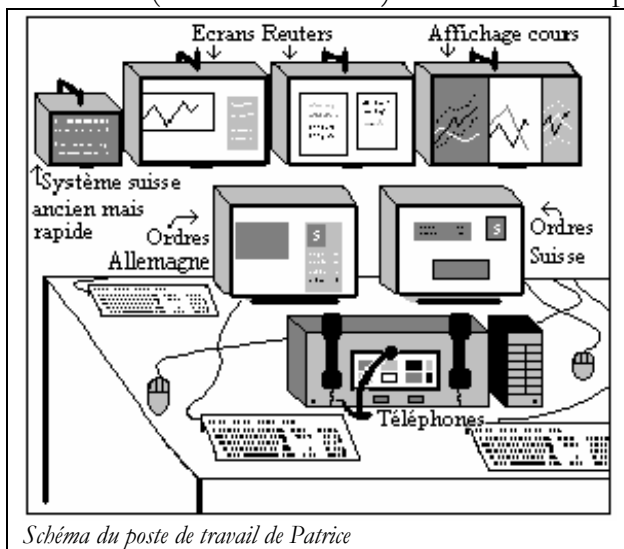 Ecrans Reuters
Affichage cours
Système suisse
ancien mais
rapide
Ordres
Allemagne
S
S
Ordres
Suisse
Téléphones
Schéma du poste de travail de Patrice